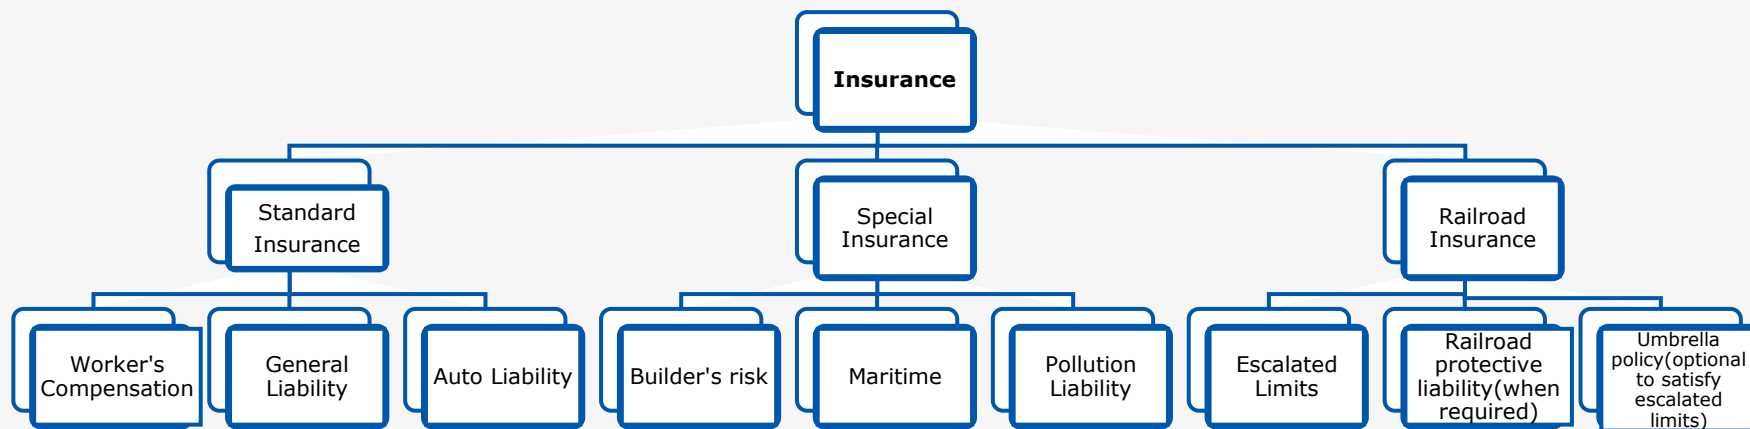 Insurance
Standard
Insurance
Special
Insurance
Railroad
Insurance
Worker's
Compensation
General
Liability
Auto Liability
Builder's risk
Maritime
Pollution
Liability
Escalated
Limits
Railroad
protective
liability(when
required)
Umbrella
policy(optional
to satisfy
escalated
limits)